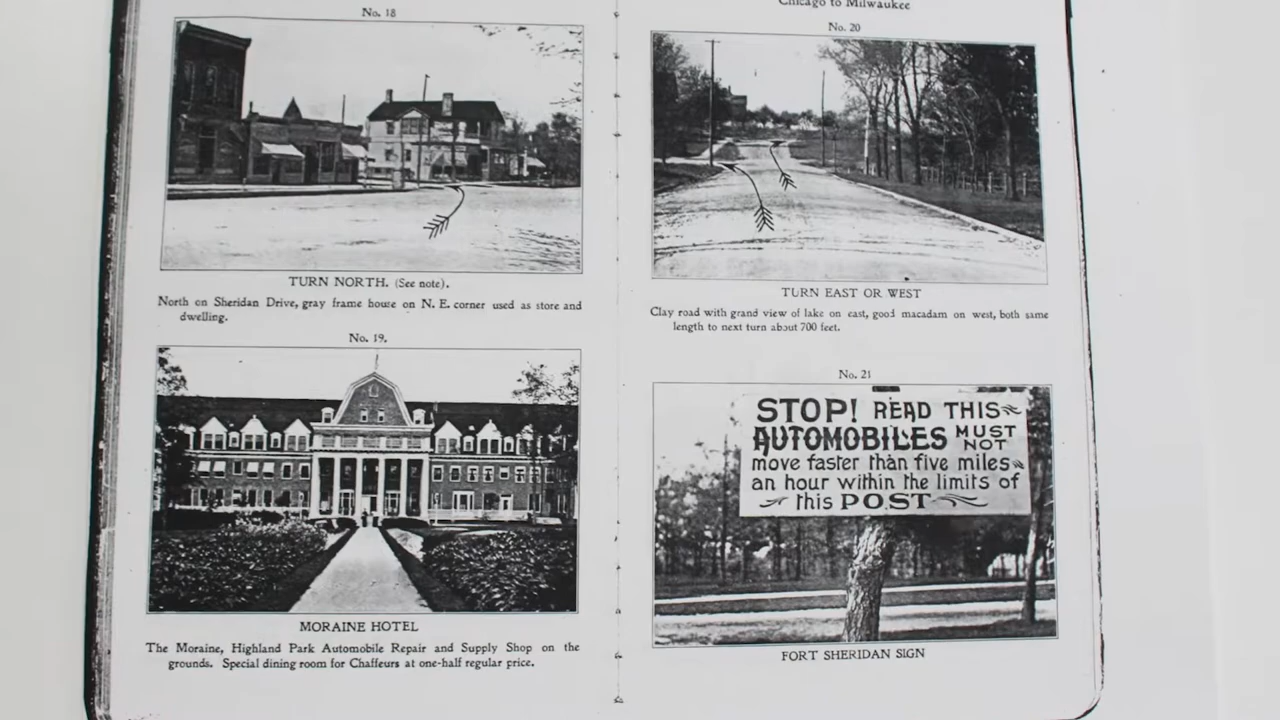 No. 18
TURN NORTH. (See note).
North on Sheridan Drive, gray frame house on N. E. corner used as store and
dwelling.
No. 19.
MORAINE HOTEL
The Moraine, Highland Park Automobile Repair and Supply Shop on the
grounds. Special dining room for Chaffeurs at one-half regular price.
Chicago to Milwaukee
No. 20
TURN EAST OR WEST
Clay road with grand view of lake on east, good macadam on west, both same
length to next turn about 700 feet.
No. 21
STOP! READ THIS
AUTOMOBILES MUST
NOT
move faster than five miles
an hour within the limits of
this POST
FORT SHERIDAN SIGN